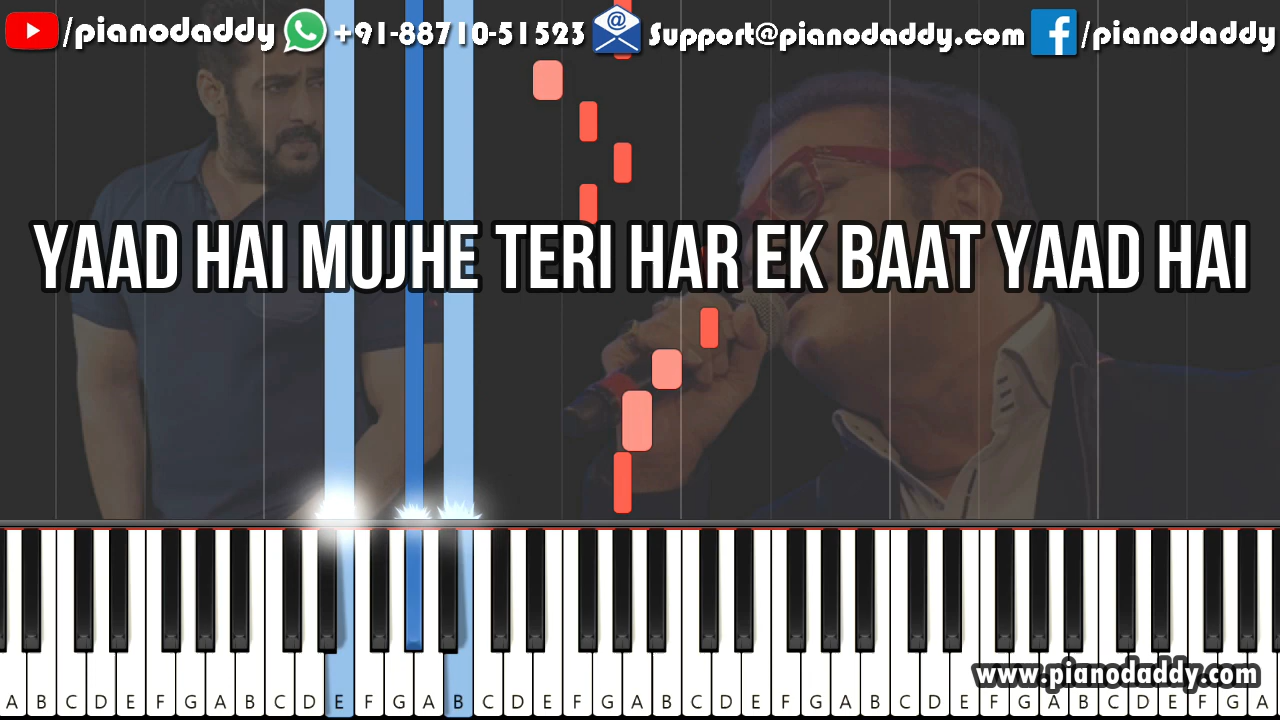 /pianodaddy +91-88710-51523 Support@pianodaddy.com /pianodaddy
YAAD HAI MUJHE TERI HAR EK BAAT YAAD HAI
www.pianodaddy.com
A B C D E F G A B C D E F G A B C D E F G A B C D E F G A B C D E F G A B C D E F G A